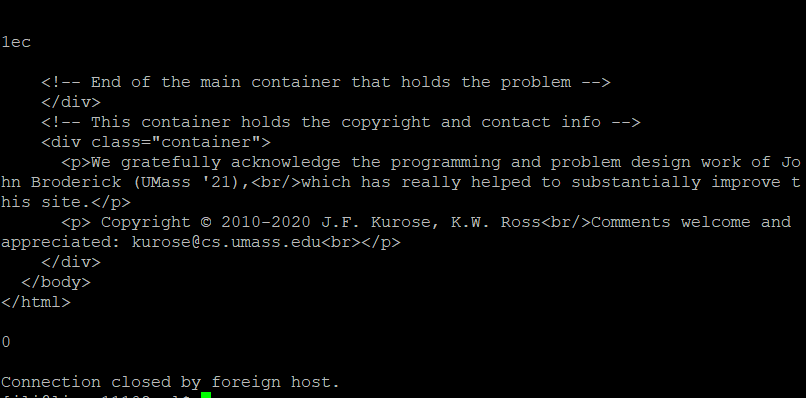 1ec
    <!-- End of the main container that holds the problem -->
    </div>
    <!-- This container holds the copyright and contact info -->
    <div class="container">
      <p>We gratefully acknowledge the programming and problem design work of Jo
hn Broderick (UMass '21),<br/>which has really helped to substantially improve t
his site.</p>
      <p> Copyright © 2010-2020 J.F. Kurose, K.W. Ross<br/>Comments welcome and
appreciated: kurose@cs.umass.edu<br></p>
    </div>
  </body>
</html>
0
Connection closed by foreign host.